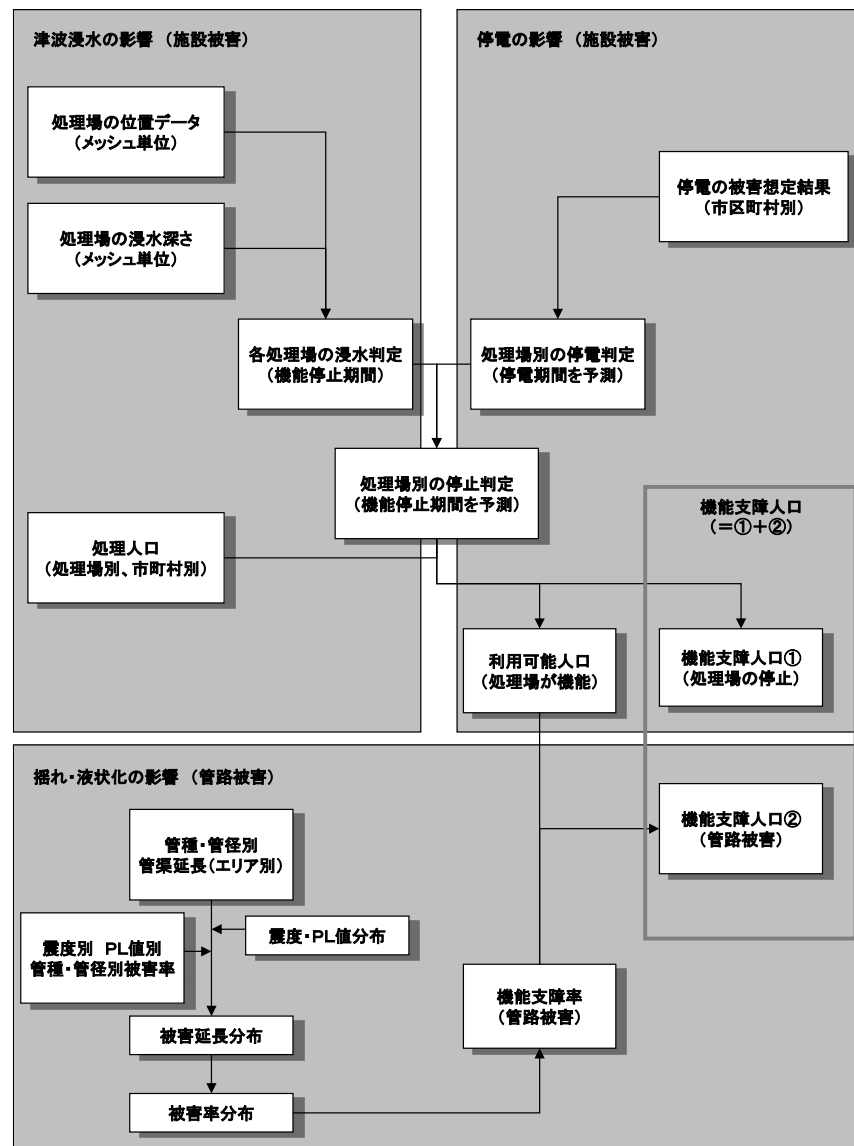 津波浸水の影響（施設被害）
処理場の位置データ
（メッシュ単位）
処理場の浸水深さ
（メッシュ単位）
各処理場の浸水判定
（機能停止期間）
停電の影響（施設被害）
停電の被害想定結果
（市区町村別）
処理場別の停電判定
（停電期間を予測）
処理場別の停止判定
（機能停止期間を予測）
処理人口
（処理場別、市町村別）
機能支障人口
（＝①＋②）
利用可能人口
（処理場が機能）
機能支障人口①
（処理場の停止）
揺れ・液状化の影響（管路被害）
機能支障人口②
（管路被害）
管種・管径別
管渠延長（エリア別）
震度・PL値分布
震度別　PL値別
管種・管径別被害率
機能支障率
（管路被害）
被害延長分布
被害率分布